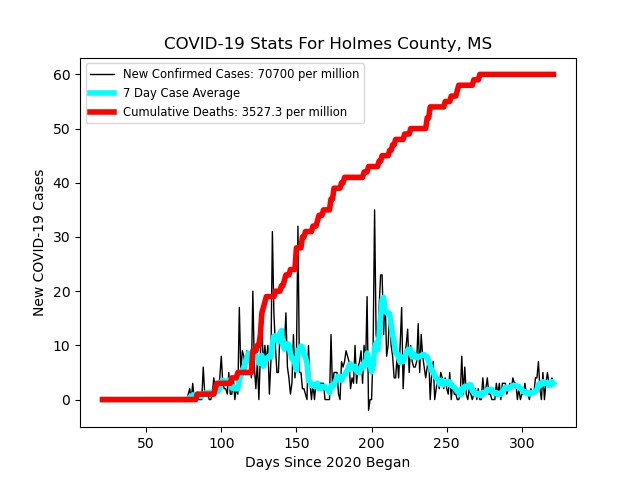 COVID-19 Stats For Holmes County, MS
New Confirmed Cases: 70700 per million
7 Day Case Average
Cumulative Deaths: 3527.3 per million
New COVID-19 Cases
60
50
40
30
20
10
0
50 100 150 200 250 300
Days Since 2020 Began